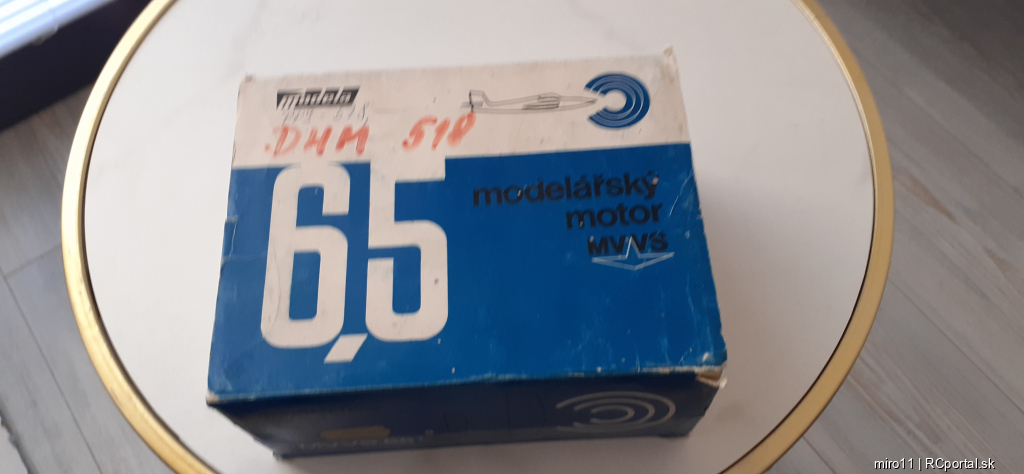 modela
DHM 518
6,5
modelářský
motor
MVVS
miro11 | RCportal.sk